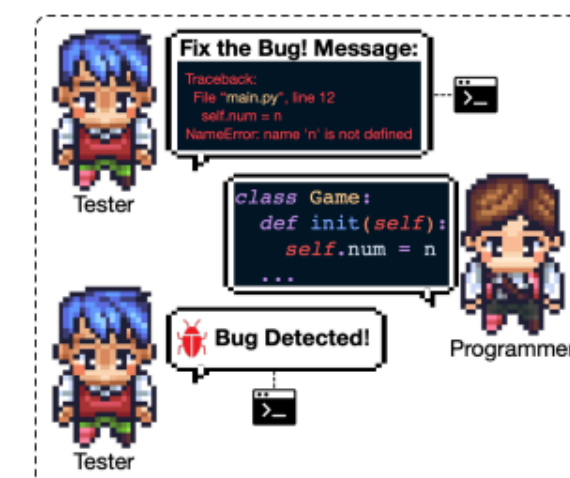 Fix the Bug! Message:
Traceback:
File "main.py", line 12
self.num = n
NameError: name 'n' is not defined
>_
Tester
class Game:
def init(self):
self.num = n
...
Programmer
Bug Detected!
>_
Tester